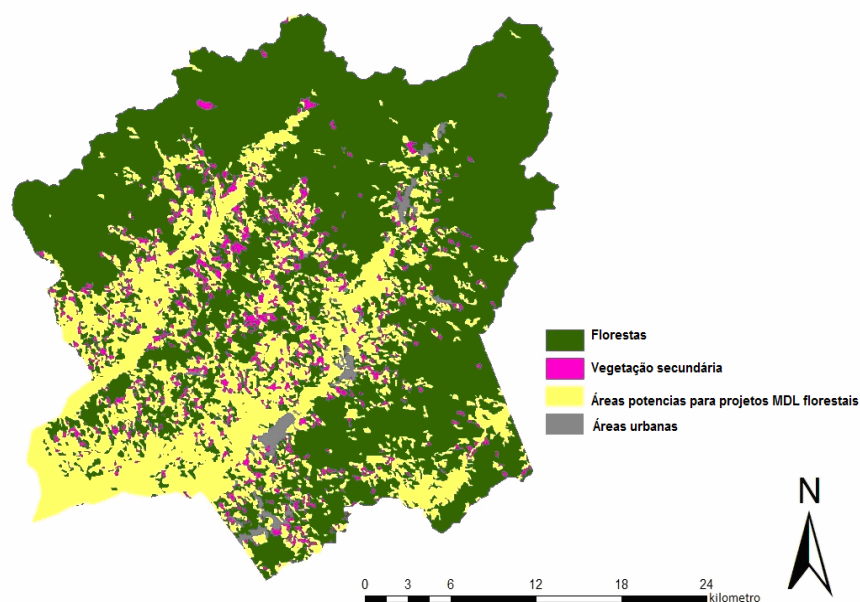 Florestas
Vegetação secundária
Áreas potencias para projetos MDL florestais
Áreas urbanas
N
0 3 6 12 18 24
kilometro